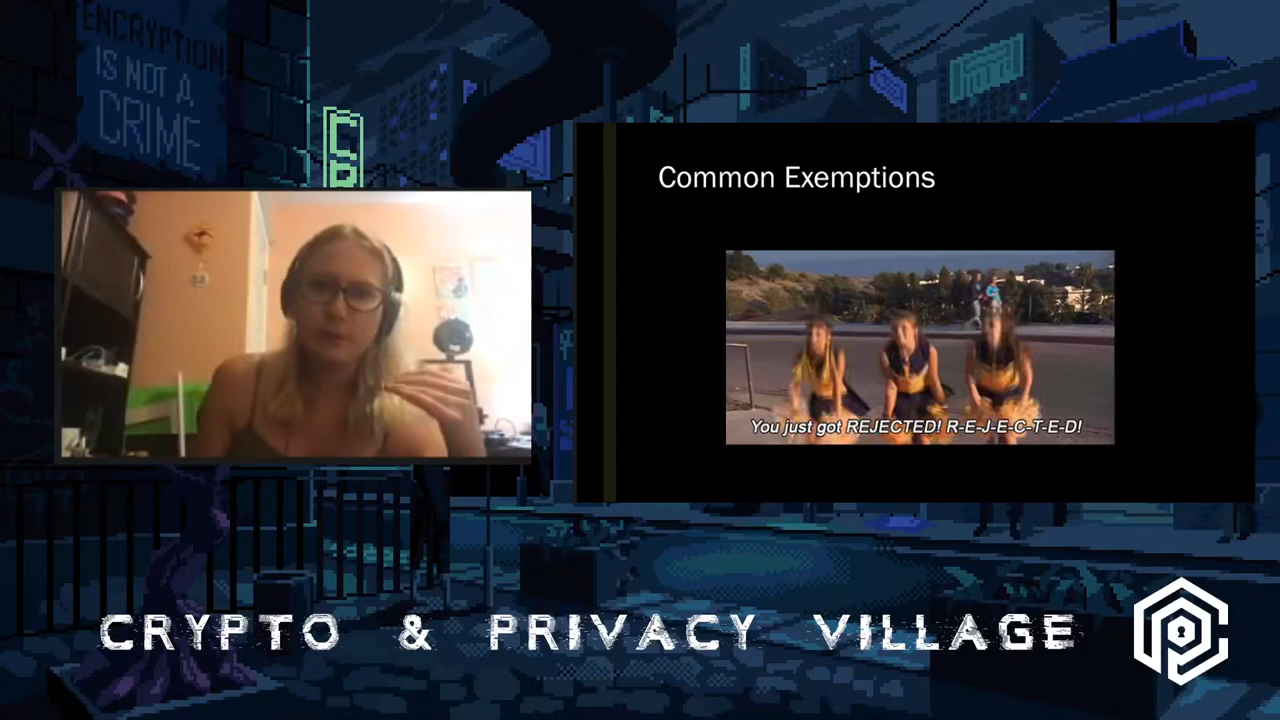 ENCRYPTION
IS NOT A
CRIME
Common Exemptions
You just got REJECTED! R-E-J-E-C-T-E-D!
CRYPTO & PRIVACY VILLAGE